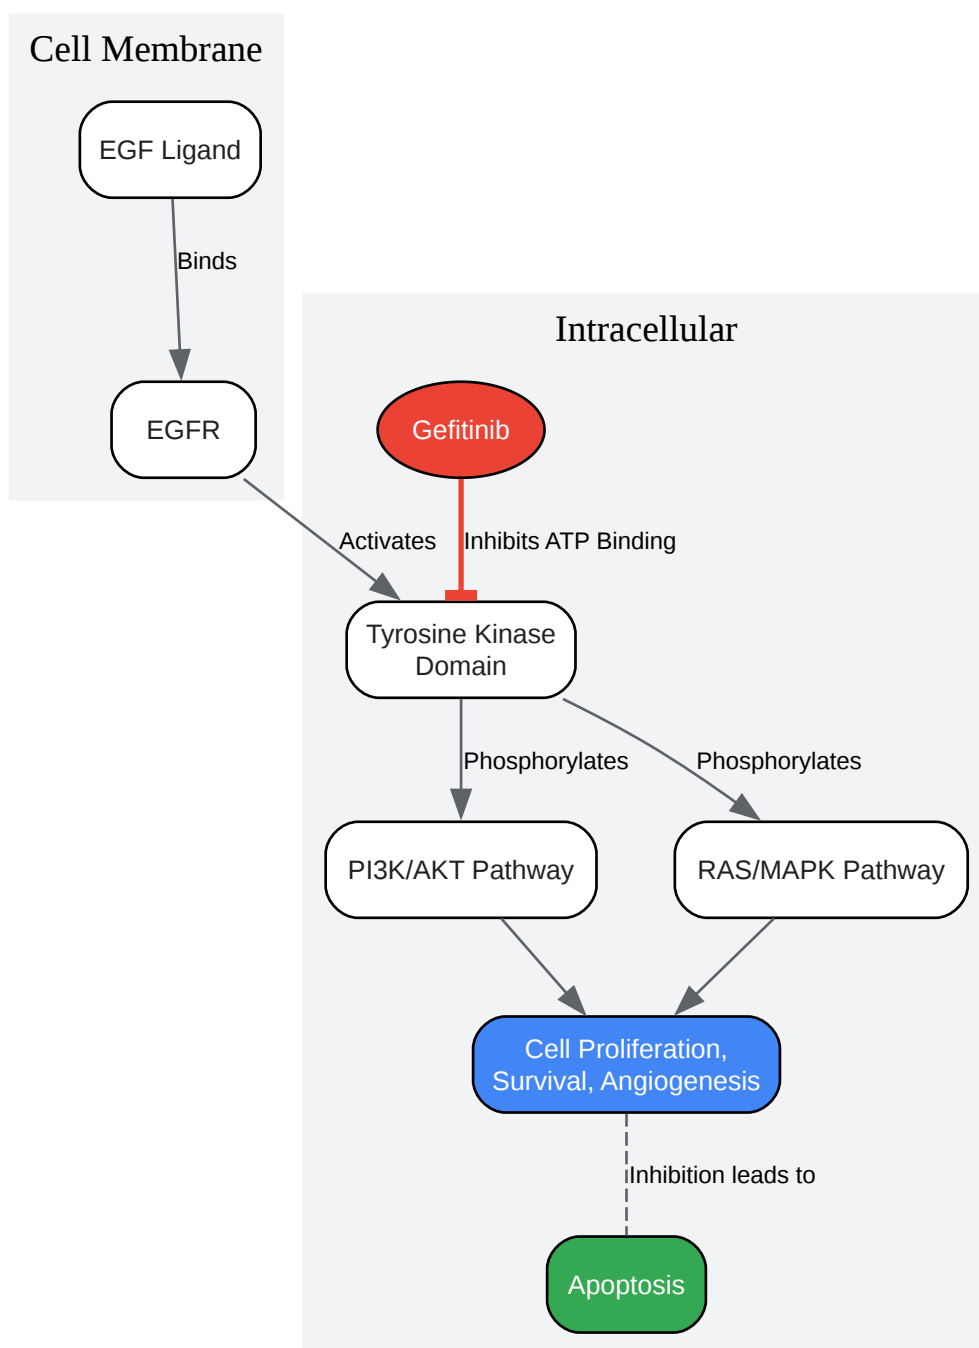 Cell Membrane
EGF Ligand
Binds
EGFR
Intracellular
Gefitinib
Activates
Inhibits ATP Binding
Tyrosine Kinase
Domain
Phosphorylates
Phosphorylates
PI3K/AKT Pathway
RAS/MAPK Pathway
Cell Proliferation,
Survival, Angiogenesis
Inhibition leads to
Apoptosis